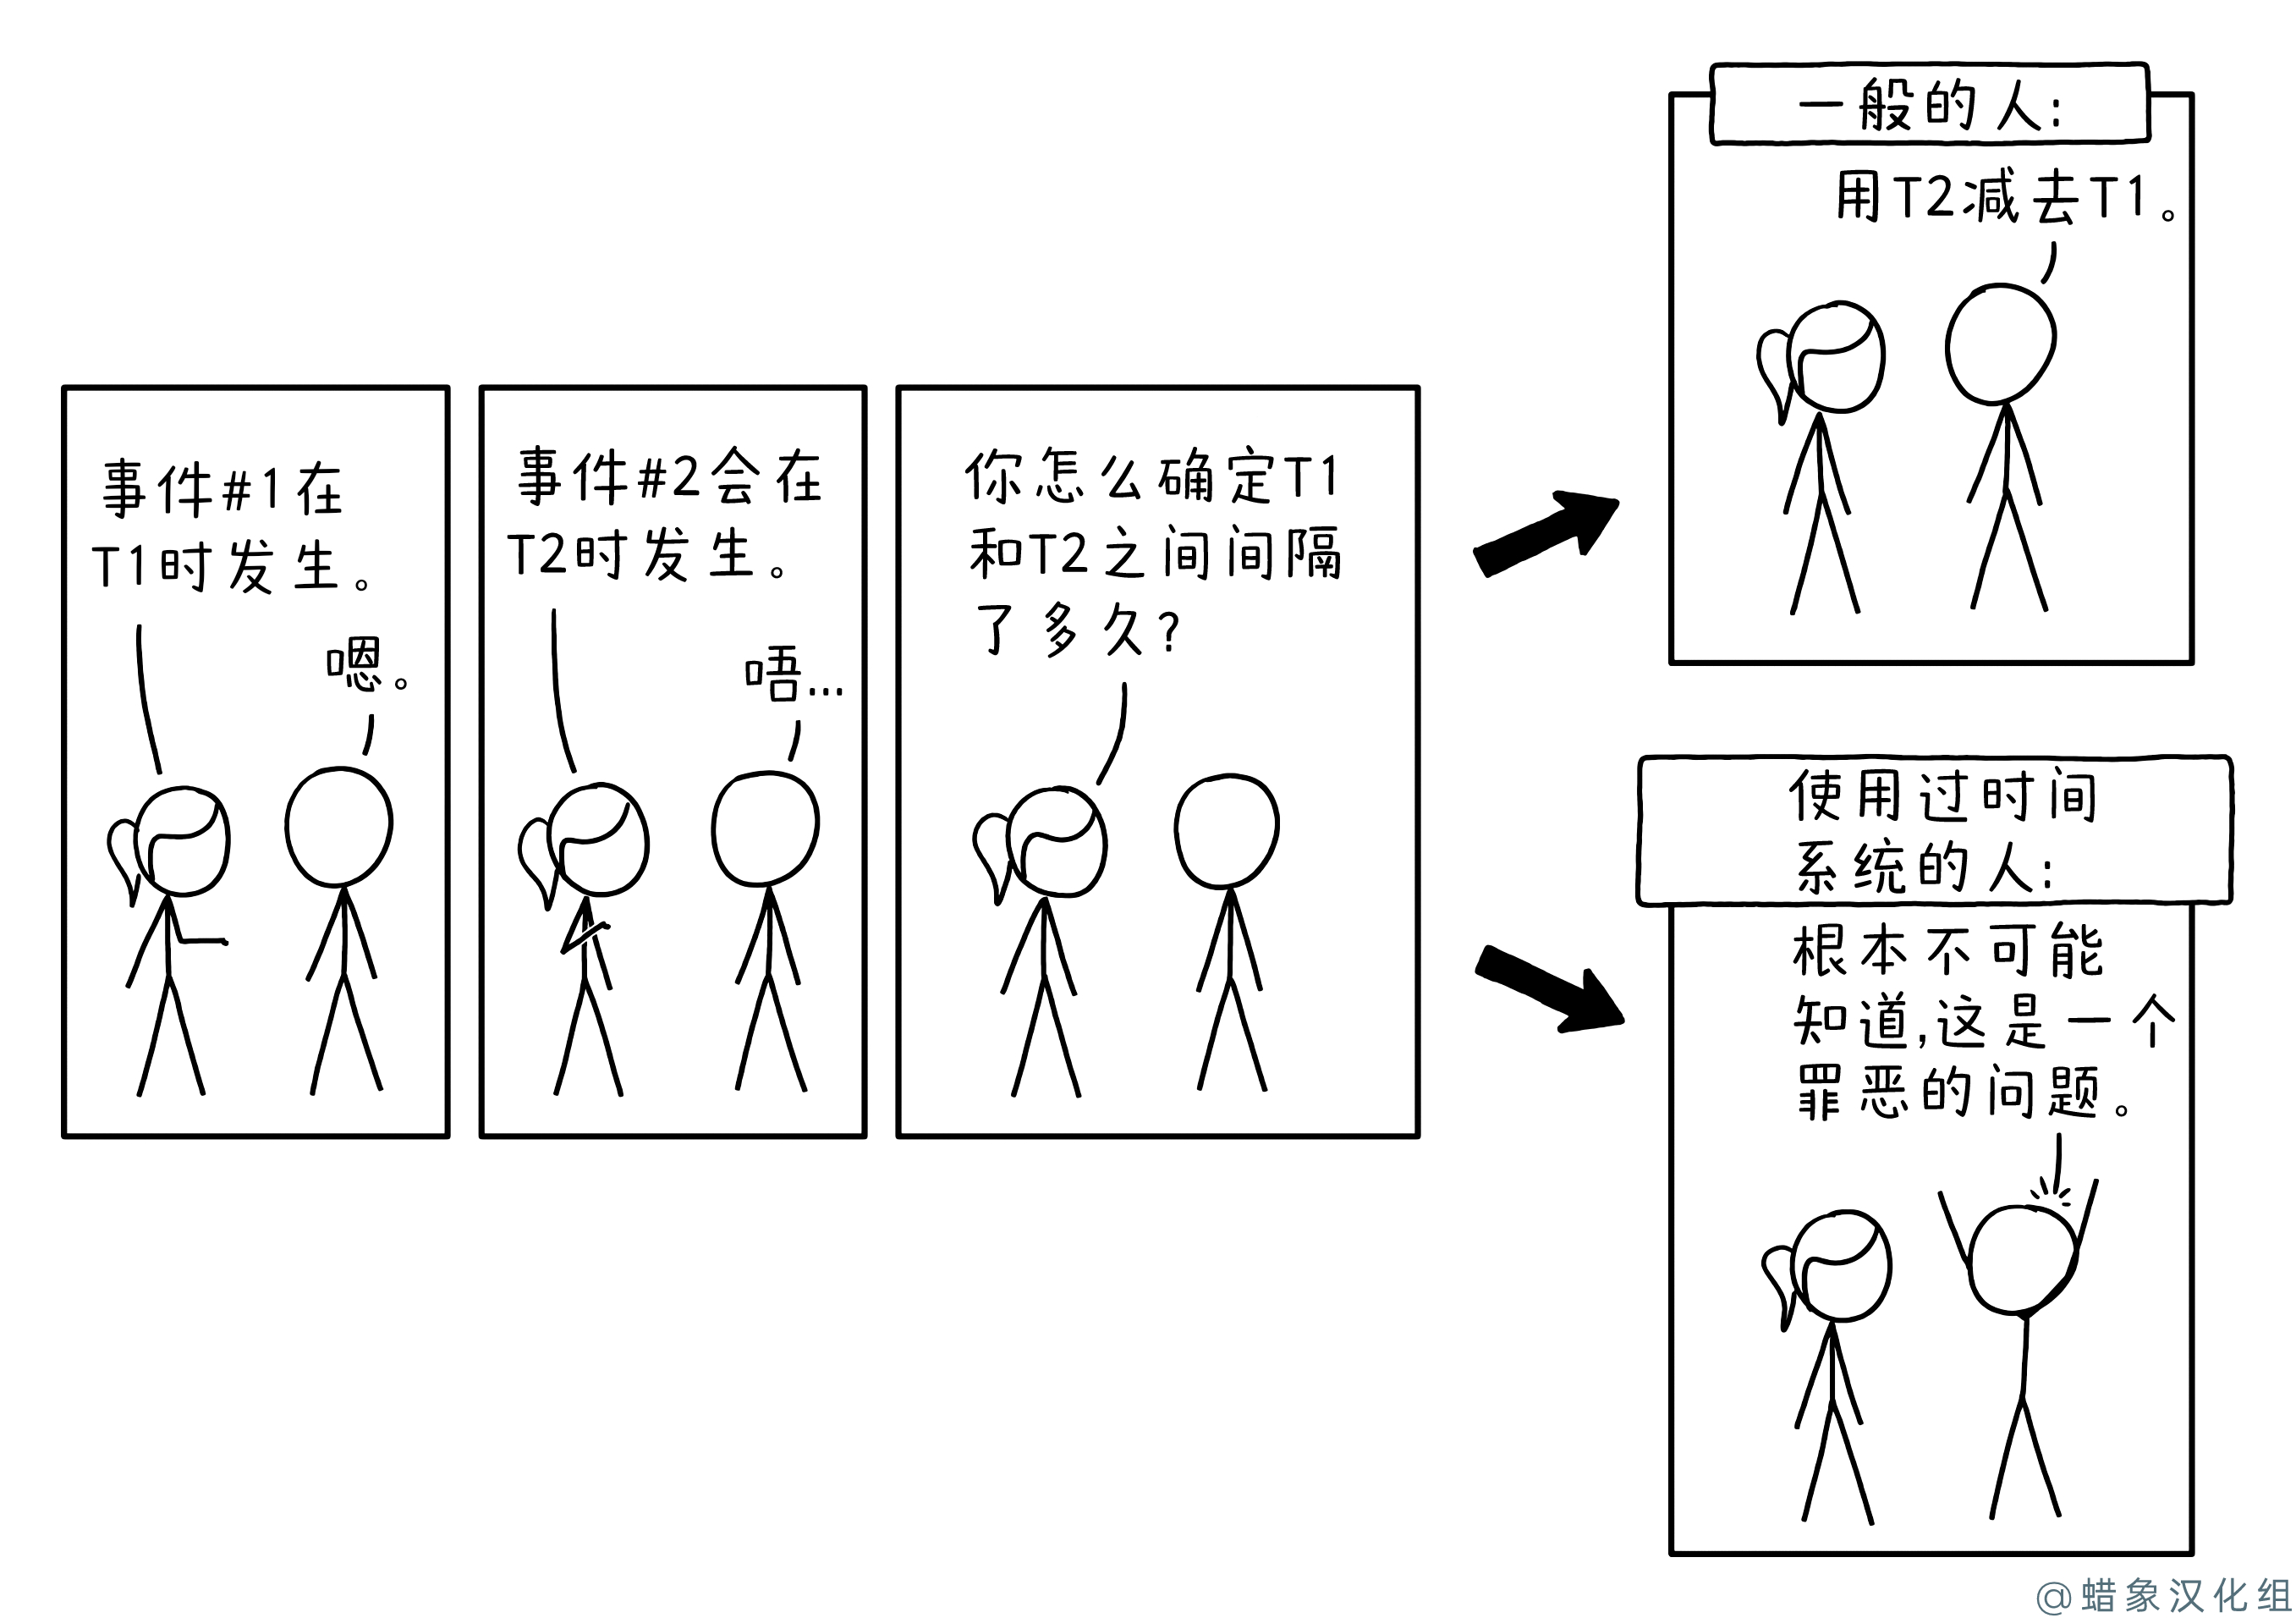 事件#1在
T1时发生。
嗯。
事件#2会在
T2时发生。
唔...
你怎么确定T1
和T2之间间隔
了多久?
一般的人:
用T2减去T1。
使用过时间
系统的人:
根本不可能
知道,这是一个
罪恶的问题。
@蜡象汉化组